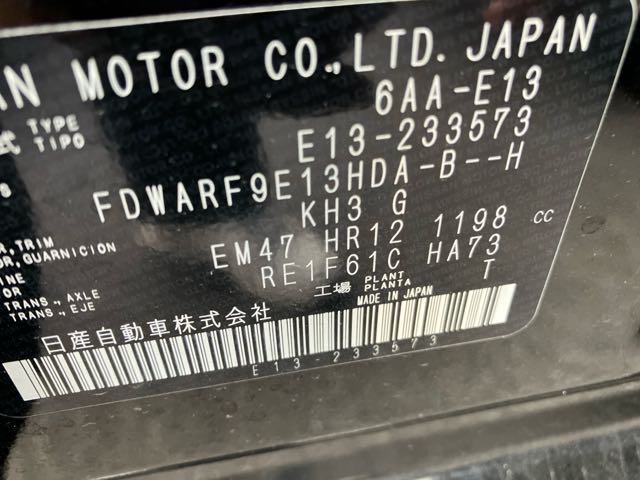 AN MOTOR CO.,LTD. JAPAN
式 TYPE 6AA-E13
TIPO
E13-233573
FDWARF9E13HDA-B--H
TRIM KH3 G
OR, GUARNICION
EM47 HR12 1198 CC
TRANS., AXLE RE1F61C HA73
TRANS., EJE
工場 PLANT T
PLANTA
日産自動車株式会社 MADE IN JAPAN
E13-233573